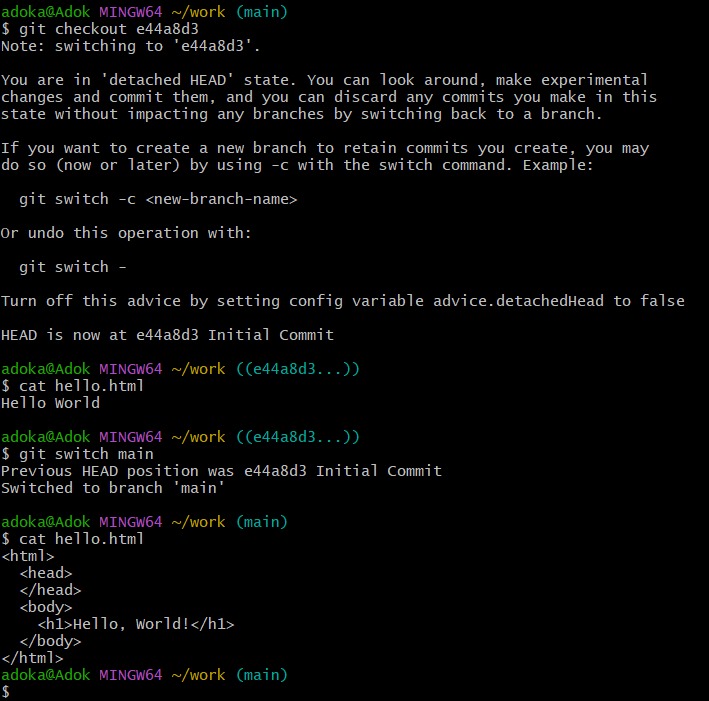 adoka@Adok MINGW64 ~/work (main)
$ git checkout e44a8d3
Note: switching to 'e44a8d3'.

You are in 'detached HEAD' state. You can look around, make experimental
changes and commit them, and you can discard any commits you make in this
state without impacting any branches by switching back to a branch.

If you want to create a new branch to retain commits you create, you may
do so (now or later) by using -c with the switch command. Example:

  git switch -c <new-branch-name>

Or undo this operation with:

  git switch -

Turn off this advice by setting config variable advice.detachedHead to false

HEAD is now at e44a8d3 Initial Commit

adoka@Adok MINGW64 ~/work ((e44a8d3...))
$ cat hello.html
Hello World

adoka@Adok MINGW64 ~/work ((e44a8d3...))
$ git switch main
Previous HEAD position was e44a8d3 Initial Commit
Switched to branch 'main'

adoka@Adok MINGW64 ~/work (main)
$ cat hello.html
<html>
  <head>
  </head>
  <body>
    <h1>Hello, World!</h1>
  </body>
</html>
adoka@Adok MINGW64 ~/work (main)
$